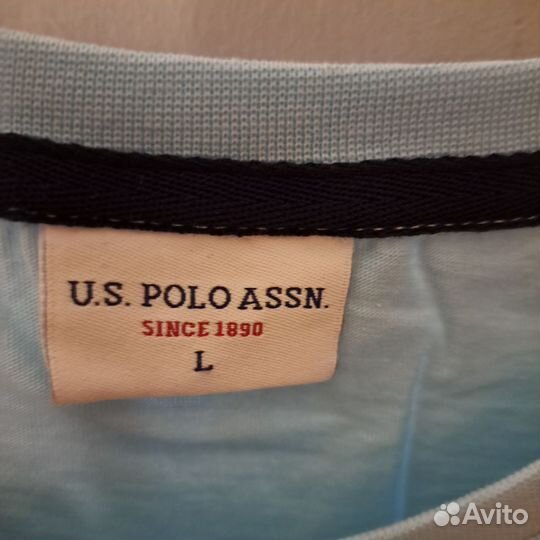 U.S. POLO ASSN.
SINCE 1890
L
Avito